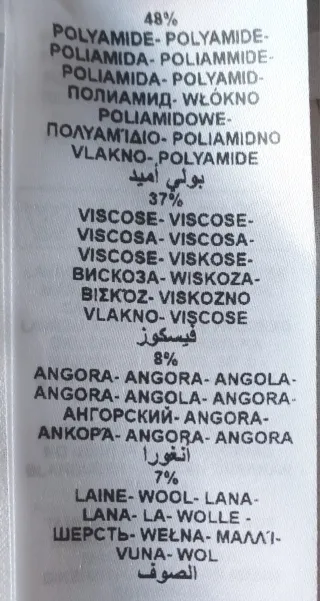 48%
POLYAMIDE- POLYAMIDE-
POLIAMIDA- POLIAMMIDE-
POLIAMIDA- POLYAMID-
ПОЛИАМИД- WŁÓKNO
POLIAMIDOWE-
ΠΟΛΥΑΜΊΔΙΟ- POLIAMIDNO
VLAKNO- POLYAMIDE
بولي أميد
37%
VISCOSE- VISCOSE-
VISCOSA- VISCOSA-
VISCOSE- VISKOSE-
ВИСКОЗА- WISKOZA-
ΒΙΣΚΌΖ- VISKOZNO
VLAKNO- VISCOSE
فيسكوز
8%
ANGORA- ANGORA- ANGOLA-
ANGORA- ANGOLA- ANGORA-
АНГОРСКИЙ- ANGORA-
ΑΝΚΟΡΆ- ANGORA- ANGORA
أنغورا
7%
LAINE- WOOL- LANA-
LANA- LA- WOLLE -
ШЕРСТЬ- WEŁNA- ΜΑΛΛΊ-
VUNA- WOL
الصوف